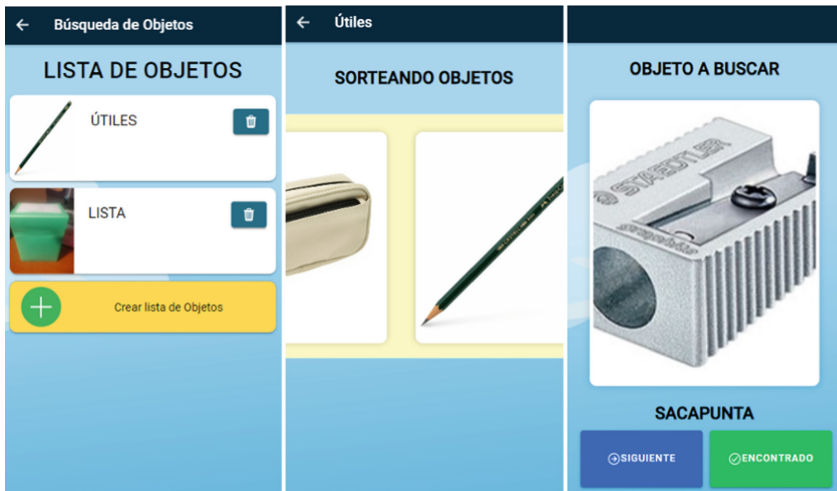 Búsqueda de Objetos
LISTA DE OBJETOS
ÚTILES
LISTA
Crear lista de Objetos
Útiles
SORTEANDO OBJETOS
OBJETO A BUSCAR
STAEDTLER
SACAPUNTA
SIGUIENTE
ENCONTRADO